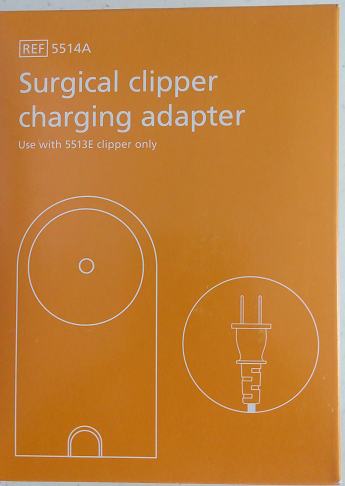 REF 5514A
Surgical clipper
charging adapter
Use with 5513E clipper only